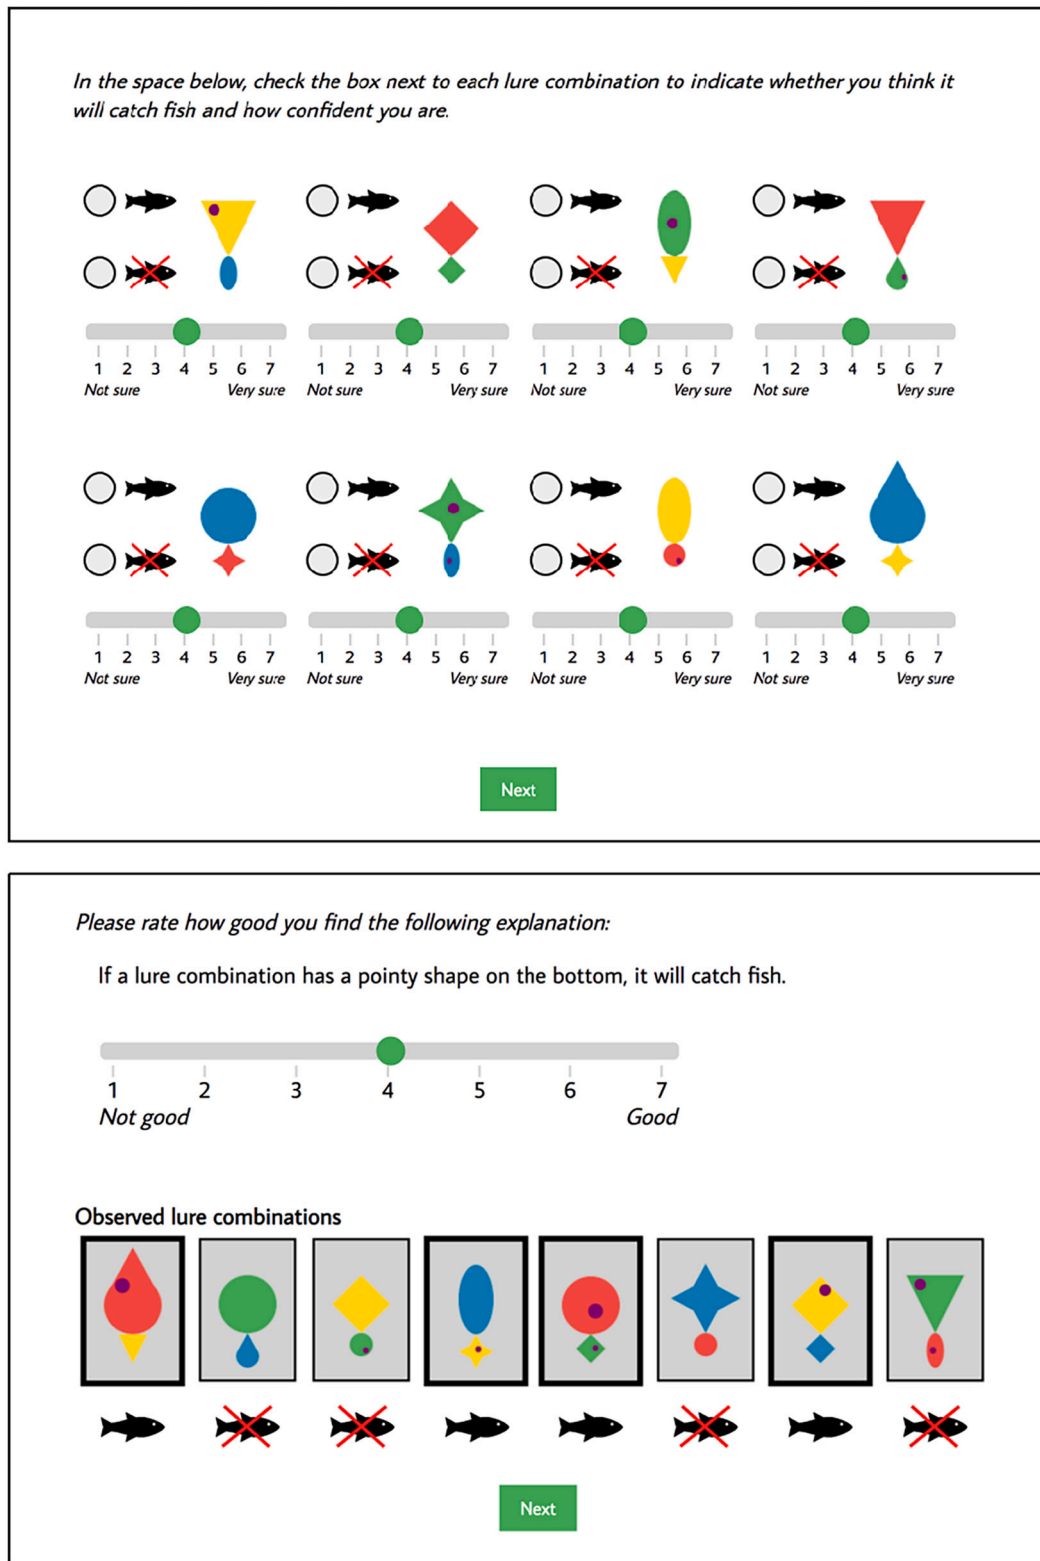 In the space below, check the box next to each lure combination to indicate whether you think it
will catch fish and how confident you are.
1 2 3 4 5 6 7
Not sure Very sure
1 2 3 4 5 6 7
Not sure Very sure
1 2 3 4 5 6 7
Not sure Very sure
1 2 3 4 5 6 7
Not sure Very sure
1 2 3 4 5 6 7
Not sure Very sure
1 2 3 4 5 6 7
Not sure Very sure
1 2 3 4 5 6 7
Not sure Very sure
1 2 3 4 5 6 7
Not sure Very sure
Next
Please rate how good you find the following explanation:
If a lure combination has a pointy shape on the bottom, it will catch fish.
1 2 3 4 5 6 7
Not good Good
Observed lure combinations
Next